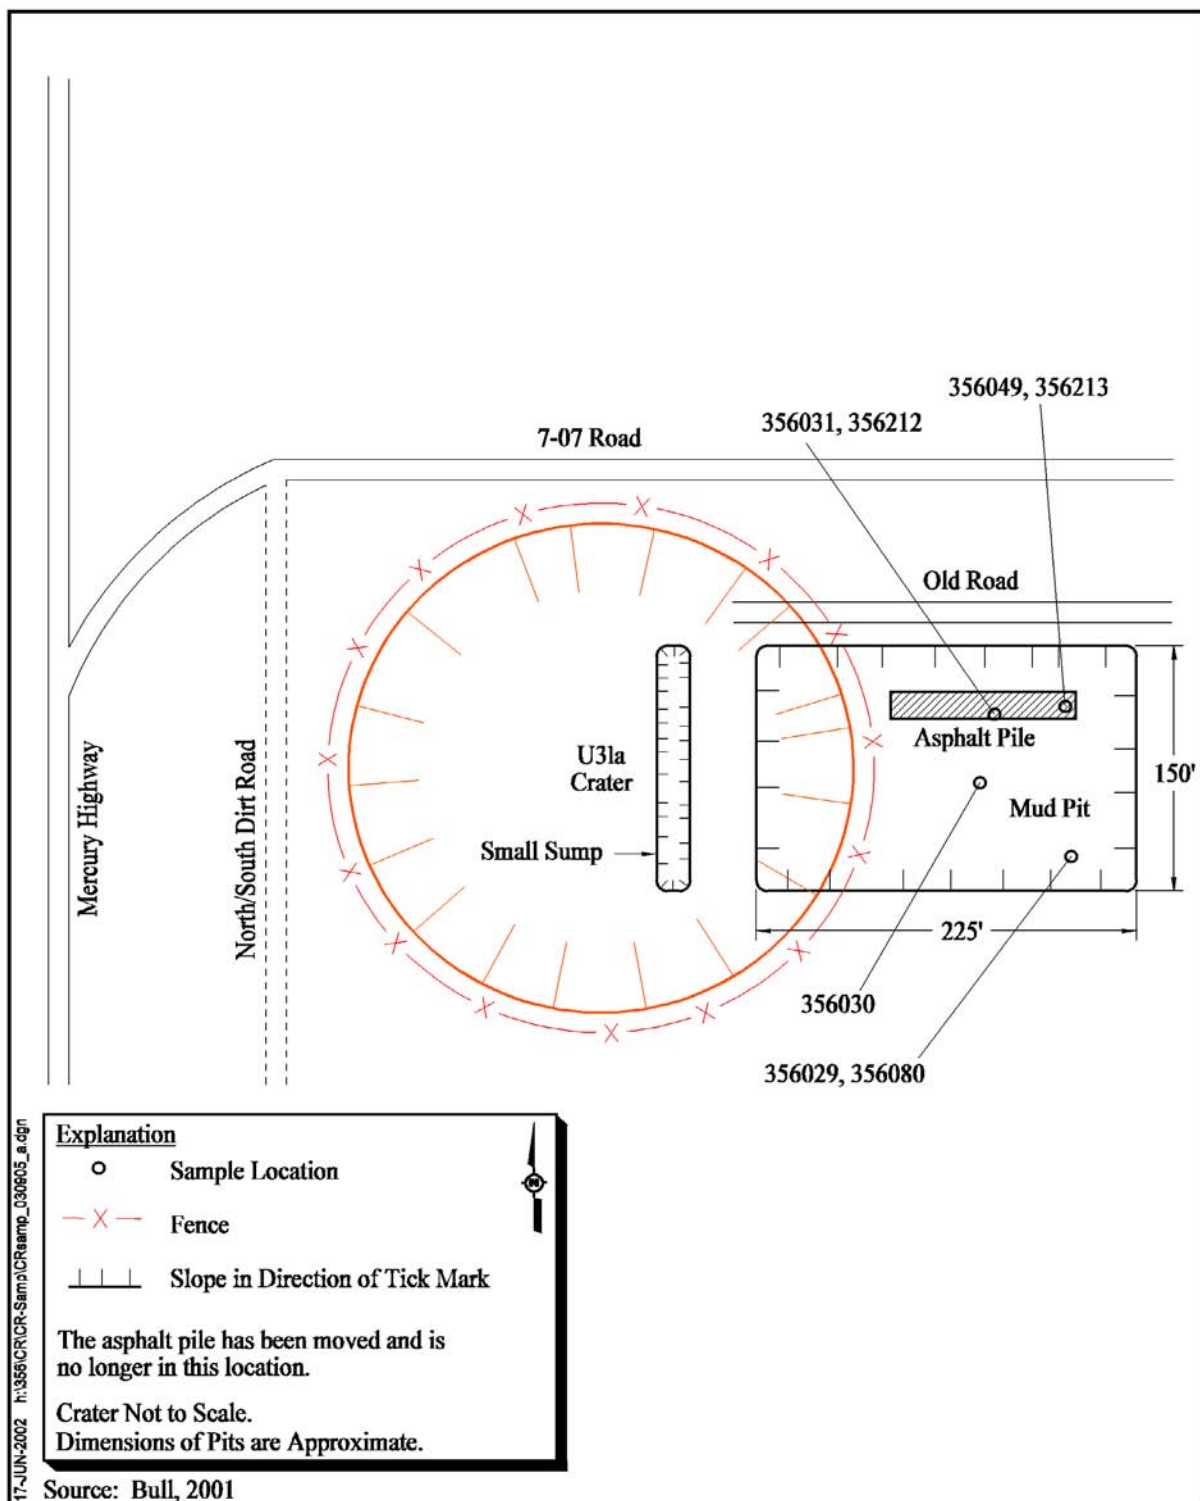 356049, 356213
356031, 356212
7-07 Road
Old Road
Asphalt Pile
U3la
Crater
150'
Mud Pit
Small Sump
Mercury Highway
North/South Dirt Road
225'
356030
356029, 356080
Explanation
N
Sample Location
X Fence
Slope in Direction of Tick Mark
The asphalt pile has been moved and is
no longer in this location.
Crater Not to Scale.
Dimensions of Pits are Approximate.
17-JUN-2002 h:\356\CR\CR-Samp\CRsamp_030905_a.dgn
Source: Bull, 2001